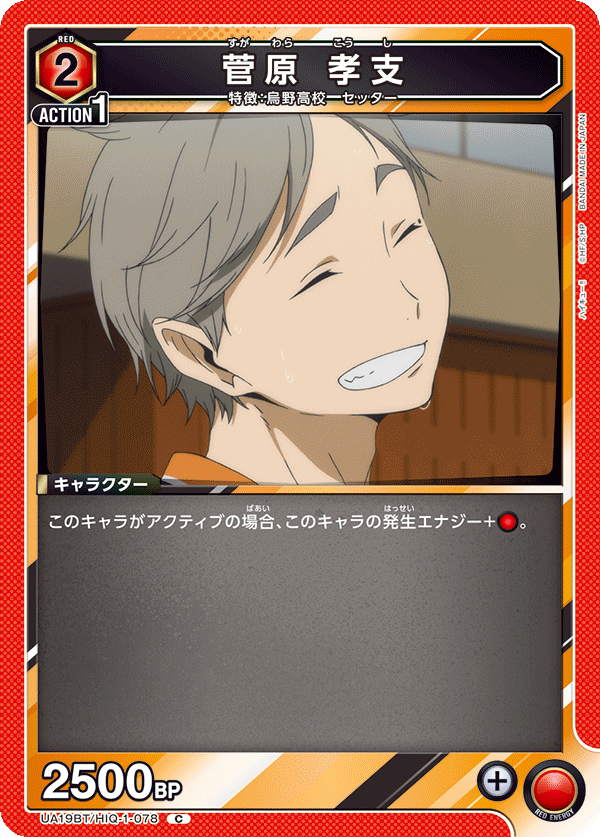 RED
2
ACTION 1
すが わら こう し
菅原 孝支
特徴:烏野高校 セッター
ハイキュー!! ©HF/S,HP BANDAI MADE IN JAPAN
キャラクター
ばあい はっせい
このキャラがアクティブの場合、このキャラの発生エナジー+。
2500BP
+
RED ENERGY
UA19BT/HIQ-1-078 C